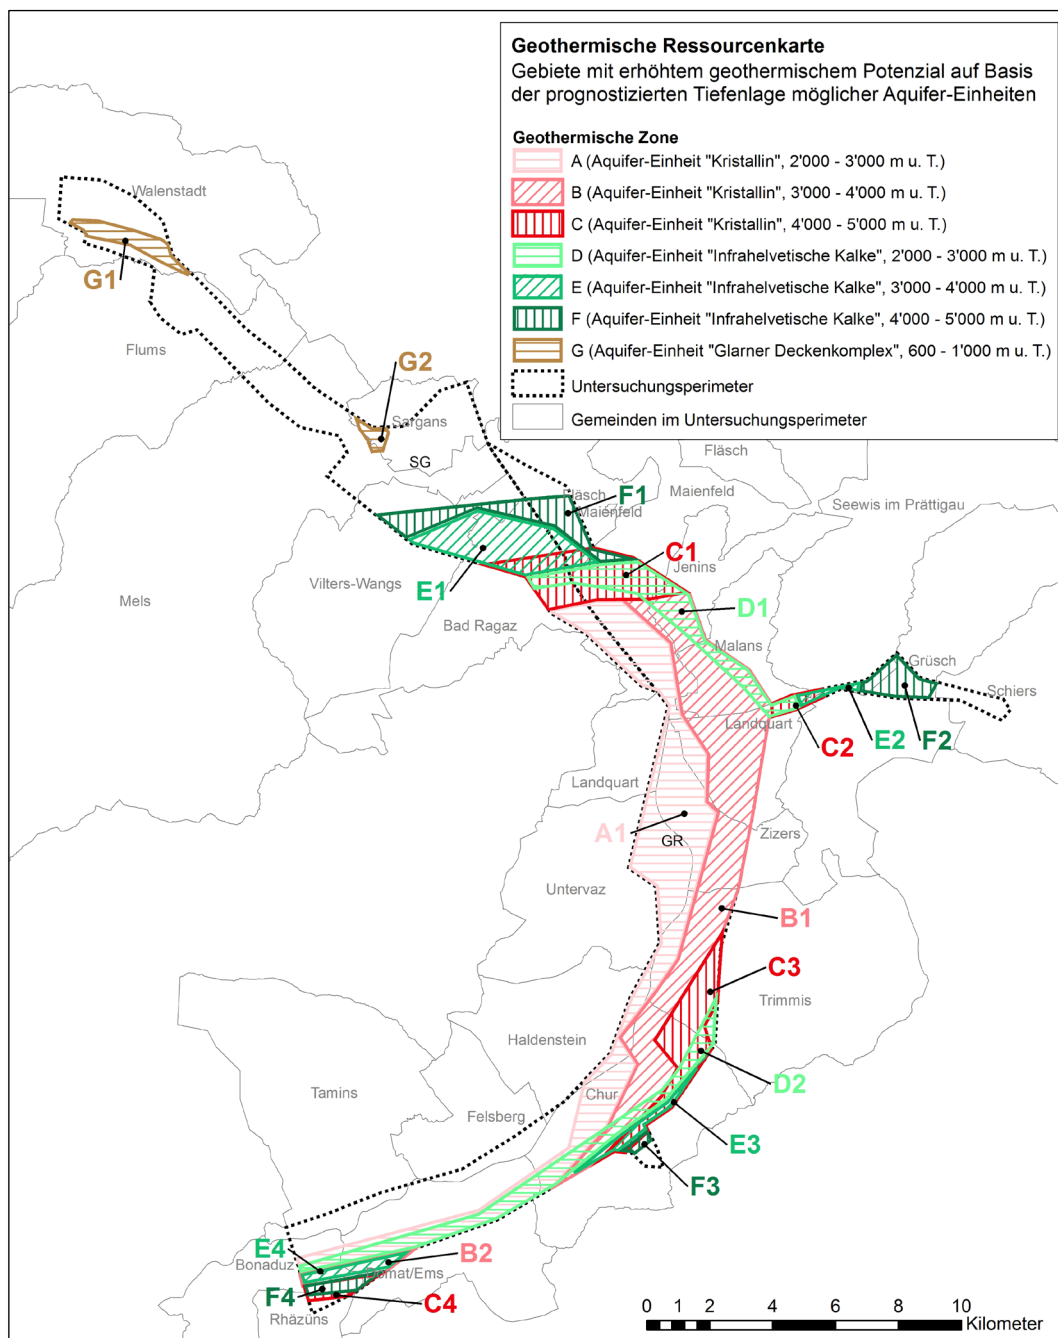 Geothermische Ressourcenkarte
Gebiete mit erhöhtem geothermischem Potenzial auf Basis
der prognostizierten Tiefenlage möglicher Aquifer-Einheiten
Geothermische Zone
A (Aquifer-Einheit "Kristallin", 2'000 - 3'000 m u. T.)
B (Aquifer-Einheit "Kristallin", 3'000 - 4'000 m u. T.)
C (Aquifer-Einheit "Kristallin", 4'000 - 5'000 m u. T.)
D (Aquifer-Einheit "Infrahelvetische Kalke", 2'000 - 3'000 m u. T.)
E (Aquifer-Einheit "Infrahelvetische Kalke", 3'000 - 4'000 m u. T.)
F (Aquifer-Einheit "Infrahelvetische Kalke", 4'000 - 5'000 m u. T.)
G (Aquifer-Einheit "Glarner Deckenkomplex", 600 - 1'000 m u. T.)
Untersuchungsperimeter
Gemeinden im Untersuchungsperimeter
Walenstadt
G1
Flums
G2
Sargans
SG
Fläsch
Fläsch
F1
Maienfeld
Maienfeld
Seewis im Prättigau
C1
Jenins
Vilters-Wangs
E1
Mels
D1
Bad Ragaz
Malans
Grüsch
Schiers
Landquart
C2
E2
F2
Landquart
A1
GR
Zizers
Untervaz
B1
C3
Trimmis
Haldenstein
D2
Tamins
Chur
Felsberg
E3
F3
E4
B2
Bonaduz
Domat/Ems
F4
C4
Rhäzüns
0 1 2 4 6 8 10
Kilometer